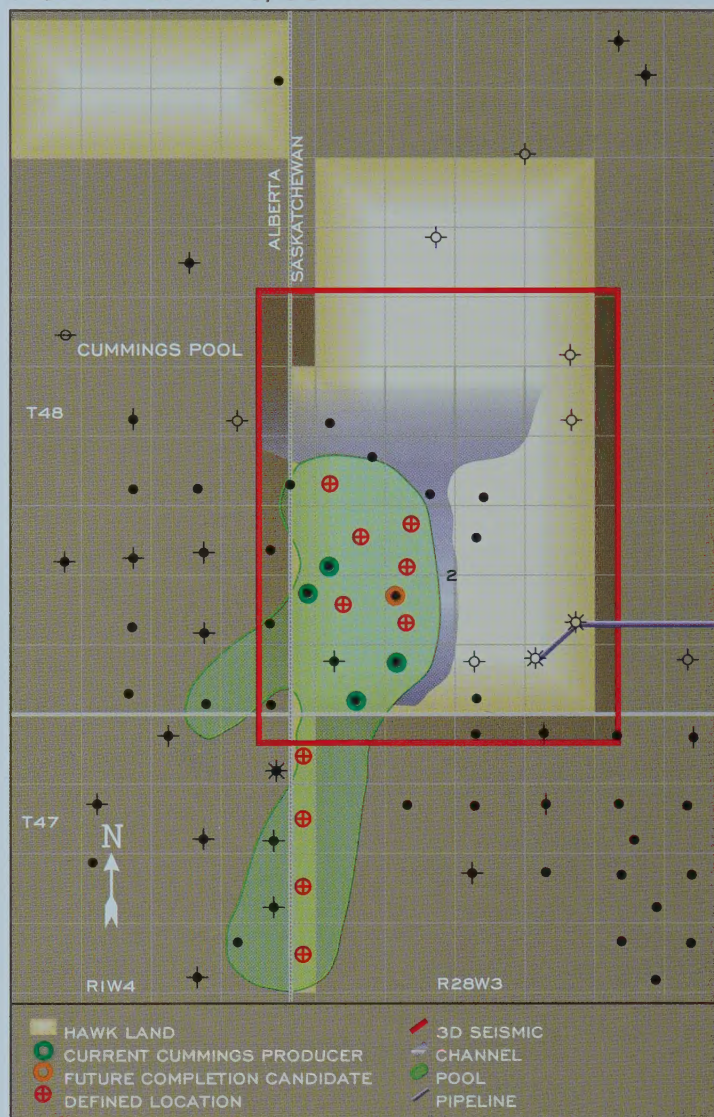 ALBERTA
SASKATCHEWAN
CUMMINGS POOL
T48
2
T47
N
R1W4
R28W3
HAWK LAND
CURRENT CUMMINGS PRODUCER
FUTURE COMPLETION CANDIDATE
DEFINED LOCATION
3D SEISMIC
CHANNEL
POOL
PIPELINE